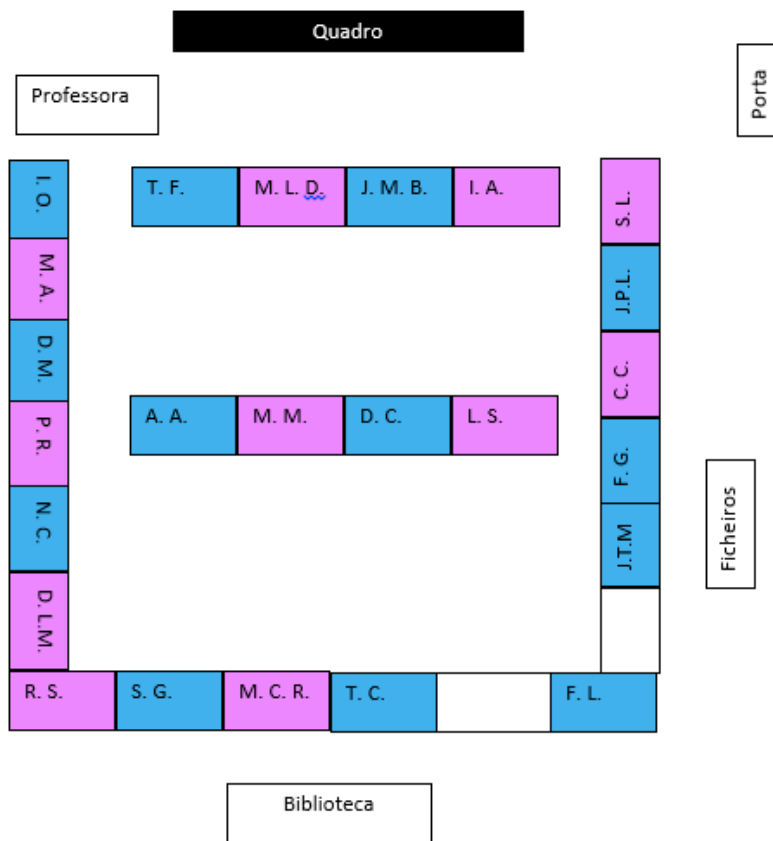 Quadro
Professora
Porta
I. O.
M. A.
D. M.
P. R.
N. C.
D. L.M.
T. F.
M. L. D.
J. M. B.
I. A.
A. A.
M. M.
D. C.
L. S.
S. L.
J.P.L.
C. C.
F. G.
J.T.M
Ficheiros
R. S.
S. G.
M. C. R.
T. C.
F. L.
Biblioteca